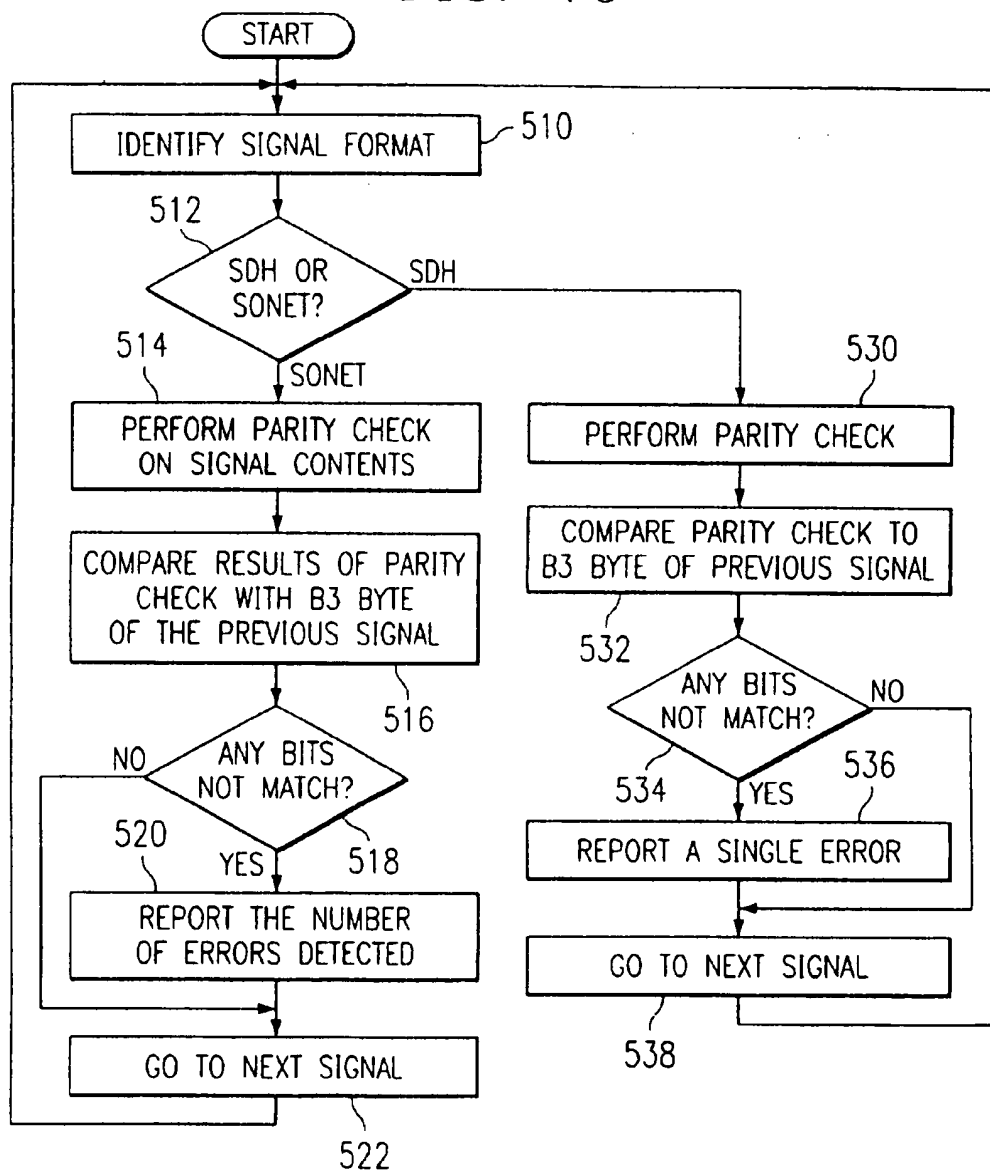 START
IDENTIFY SIGNAL FORMAT
510
512
SDH OR
SONET?
SDH
SONET
514
PERFORM PARITY CHECK
ON SIGNAL CONTENTS
COMPARE RESULTS OF PARITY
CHECK WITH B3 BYTE
OF THE PREVIOUS SIGNAL
516
ANY BITS
NOT MATCH?
NO
YES
518
520
REPORT THE NUMBER
OF ERRORS DETECTED
GO TO NEXT SIGNAL
522
530
PERFORM PARITY CHECK
COMPARE PARITY CHECK TO
B3 BYTE OF PREVIOUS SIGNAL
532
ANY BITS
NOT MATCH?
NO
534
YES
536
REPORT A SINGLE ERROR
GO TO NEXT SIGNAL
538